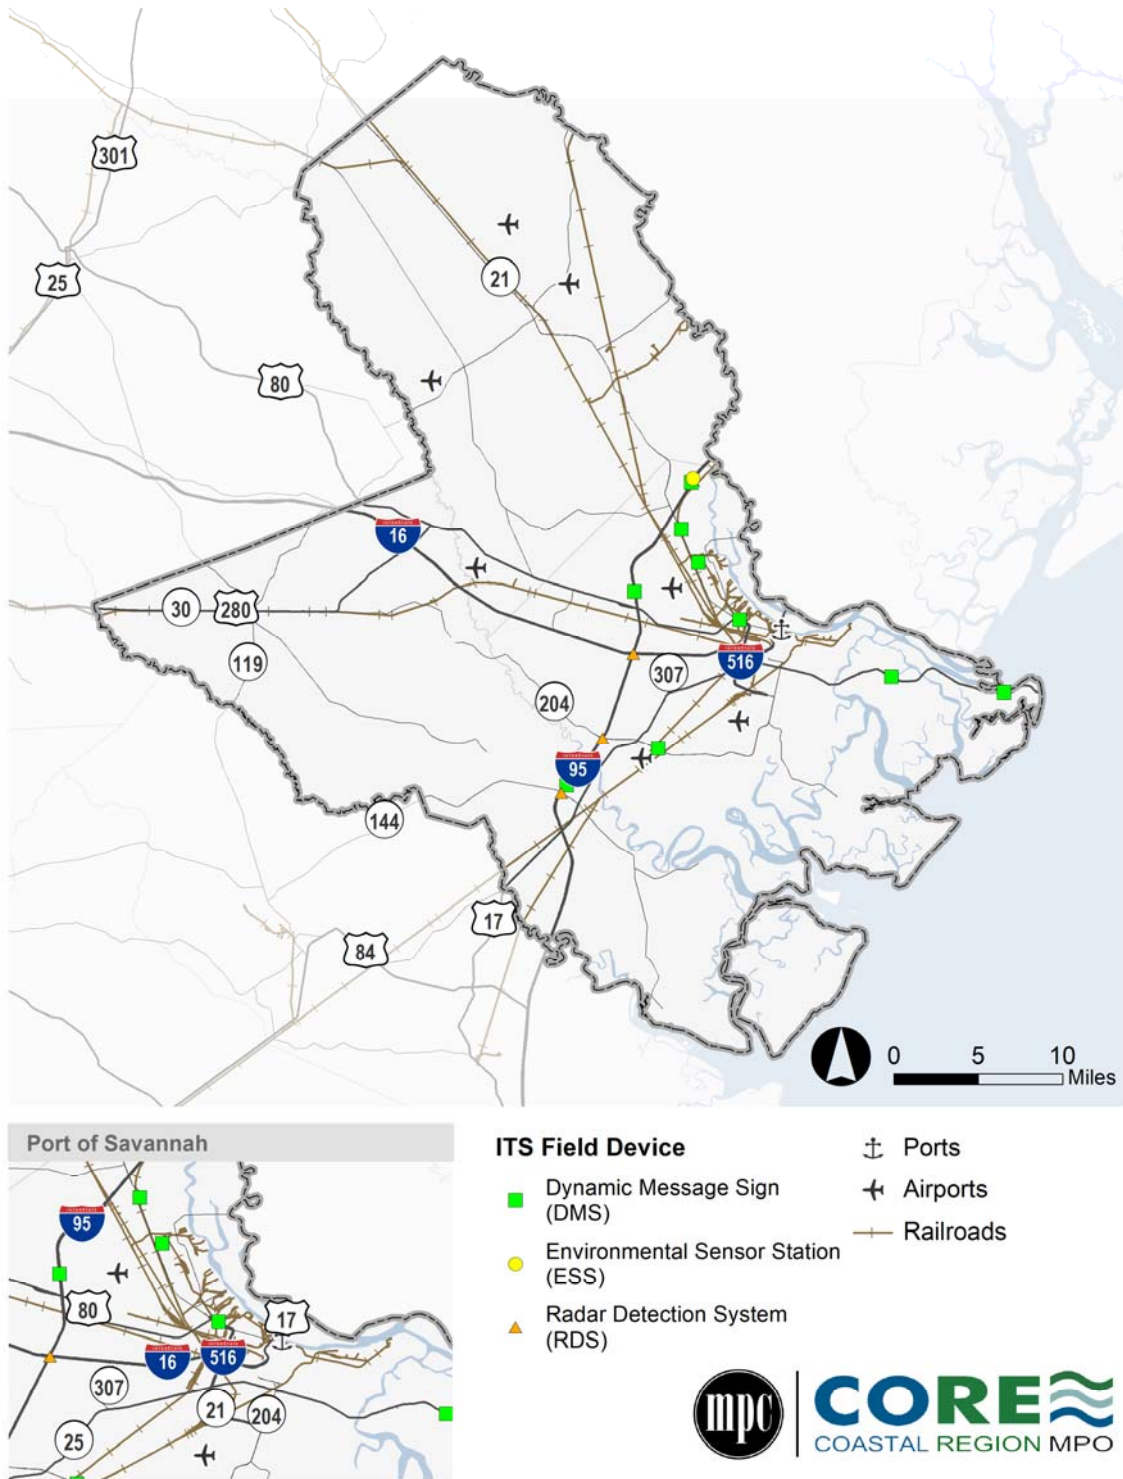 301
25
21
80
16
30
280
119
307
516
204
95
144
17
84
0 5 10
Miles
Port of Savannah
95
80
17
16
516
307
21
204
25
ITS Field Device
Dynamic Message Sign
(DMS)
Environmental Sensor Station
(ESS)
Radar Detection System
(RDS)
Ports
Airports
Railroads
mpc
CORE
COASTAL REGION MPO